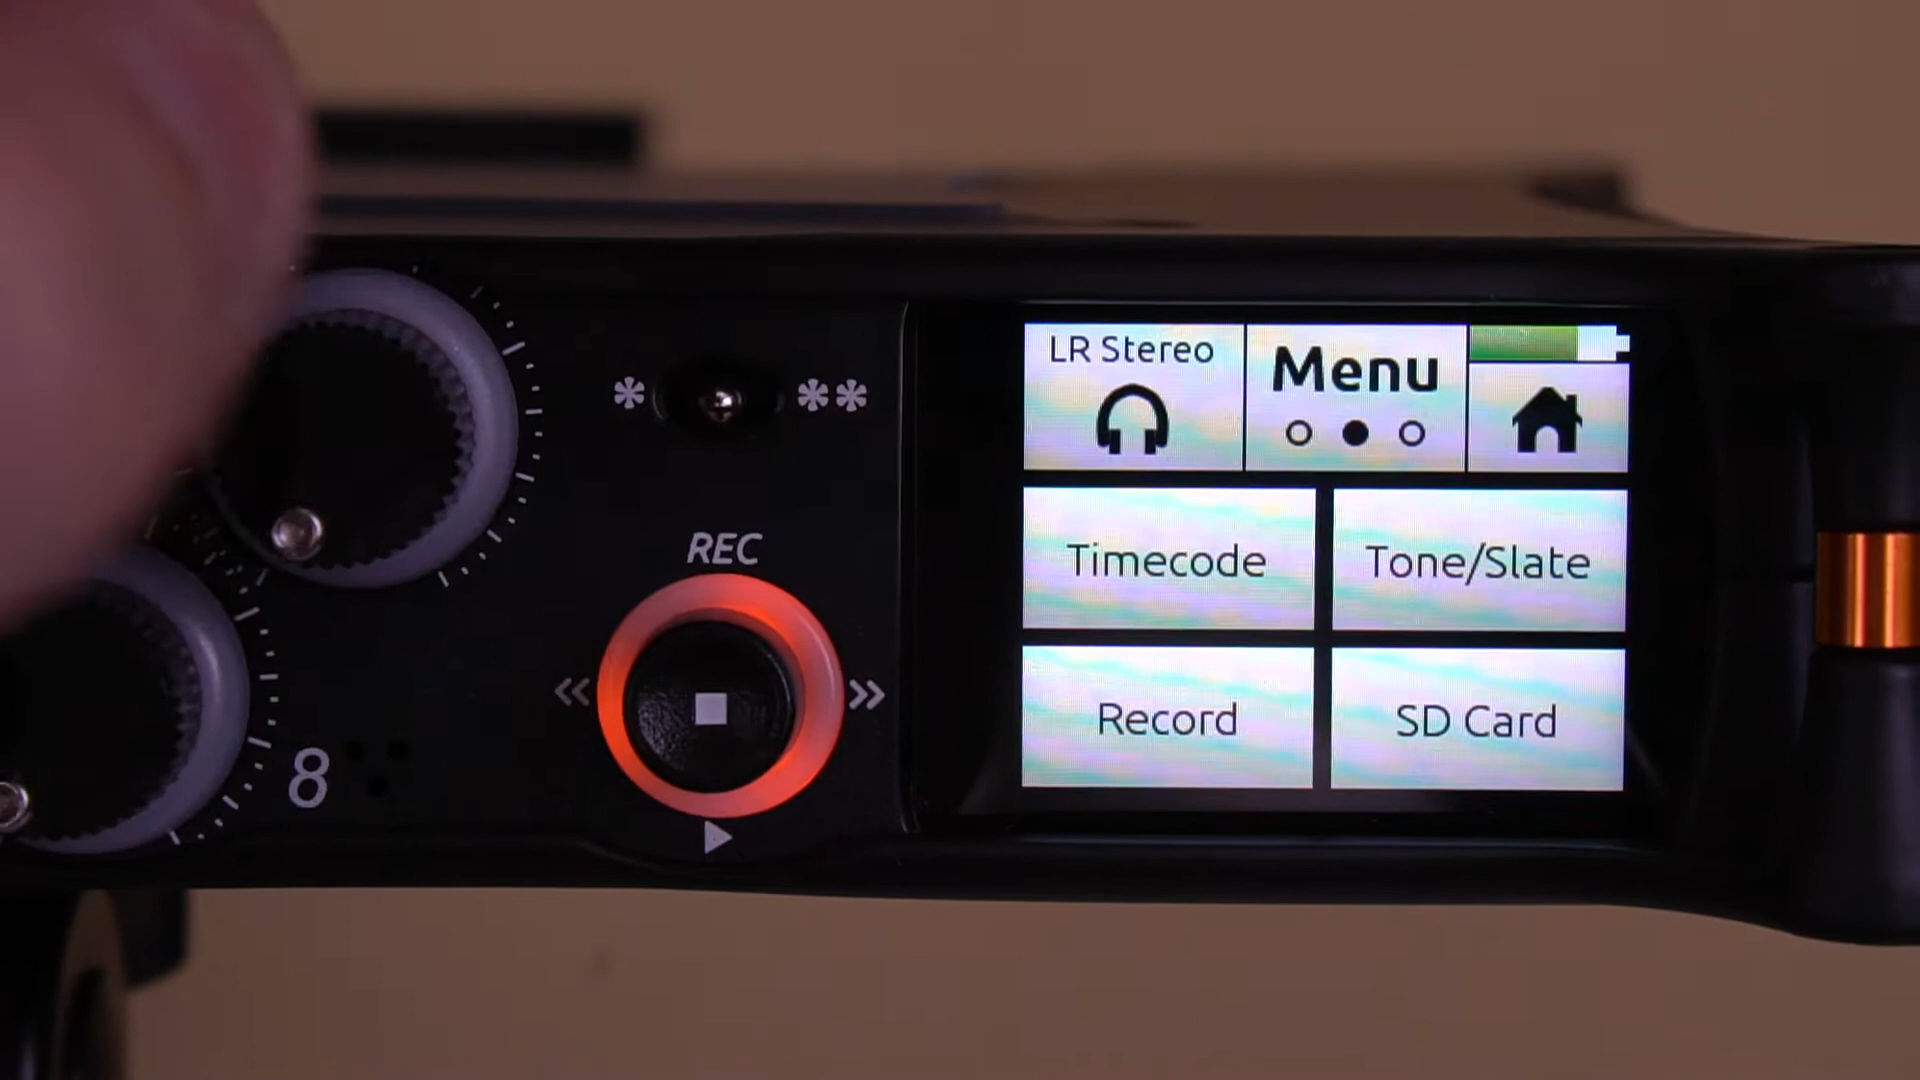 LR Stereo
Menu
* **
REC
Timecode
Tone/Slate
Record
SD Card
8